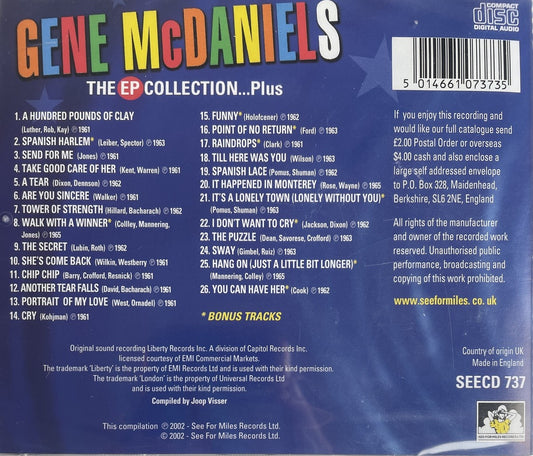 GENE McDANIELS
THE EP COLLECTION...Plus
COMPACT
disc
DIGITAL AUDIO
5 014661 073735
1. A HUNDRED POUNDS OF CLAY
(Luther, Rob, Kay) ℗ 1961
2. SPANISH HARLEM* (Leiber, Spector) ℗ 1963
3. SEND FOR ME (Jones) ℗ 1961
4. TAKE GOOD CARE OF HER (Kent, Warren) ℗ 1961
5. A TEAR (Dixon, Dennson) ℗ 1962
6. ARE YOU SINCERE (Walker) ℗ 1961
7. TOWER OF STRENGTH (Hillard, Bacharach) ℗ 1962
8. WALK WITH A WINNER* (Collley, Mannering,
Jones) ℗ 1965
9. THE SECRET (Lubin, Roth) ℗ 1962
10. SHE'S COME BACK (Wilkin, Westberry) ℗ 1961
11. CHIP CHIP (Barry, Crofford, Resnick) ℗ 1961
12. ANOTHER TEAR FALLS (David, Bacharach) ℗ 1961
13. PORTRAIT OF MY LOVE (West, Ornadel) ℗ 1961
14. CRY (Kohjman) ℗ 1961
15. FUNNY* (Holofcener) ℗ 1962
16. POINT OF NO RETURN* (Ford) ℗ 1963
17. RAINDROPS* (Clark) ℗ 1961
18. TILL HERE WAS YOU (Wilson) ℗ 1963
19. SPANISH LACE (Pomus, Shuman) ℗ 1962
20. IT HAPPENED IN MONTEREY (Rose, Wayne) ℗ 1965
21. IT'S A LONELY TOWN (LONELY WITHOUT YOU)*
(Pomus, Shuman) ℗ 1963
22. I DON'T WANT TO CRY* (Jackson, Dixon) ℗ 1962
23. THE PUZZLE (Dean, Savorese, Crofford) ℗ 1963
24. SWAY (Gimbel, Ruiz) ℗ 1963
25. HANG ON (JUST A LITTLE BIT LONGER)*
(Mannering, Colley) ℗ 1965
26. YOU CAN HAVE HER* (Cook) ℗ 1962
* BONUS TRACKS
If you enjoy this recording and
would like our full catalogue send
£2.00 Postal Order or overseas
$4.00 cash and also enclose a
large self addressed envelope
to P.O. Box 328, Maidenhead,
Berkshire, SL6 2NE, England
All rights of the manufacturer
and owner of the recorded work
reserved. Unauthorised public
performance, broadcasting and
copying of this work prohibited.
www.seeformiles.co.uk
Original sound recording Liberty Records Inc. A division of Capitol Records Inc.
licensed courtesy of EMI Commercial Markets.
The trademark 'Liberty' is the property of EMI Records Ltd and is used with their kind permission.
The trademark 'London' is the property of Universal Records Ltd
and is used with their kind permission.
Compiled by Joop Visser
This compilation ℗ 2002 - See For Miles Records Ltd.
© 2002 - See For Miles Records Ltd.
Country of origin UK
Made in England
SEECD 737
SEE FOR MILES RECORDS LTD